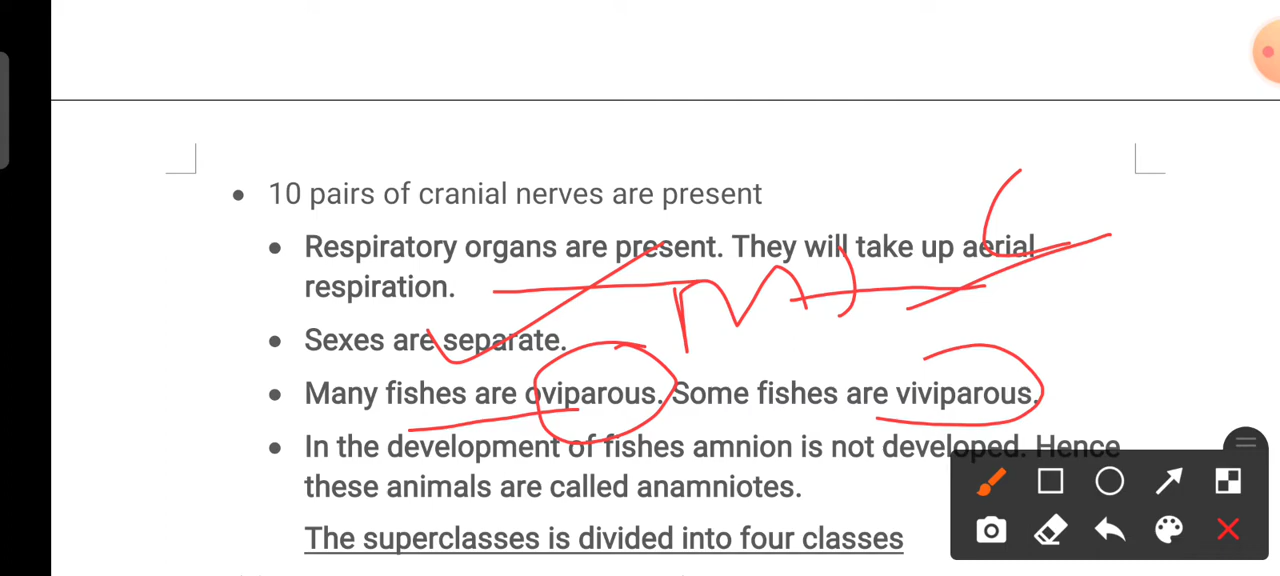 • 10 pairs of cranial nerves are present
• Respiratory organs are present. They will take up aerial
respiration.
• Sexes are separate.
• Many fishes are oviparous. Some fishes are viviparous.
• In the development of fishes amnion is not developed. Hence
these animals are called anamniotes.
The superclasses is divided into four classes